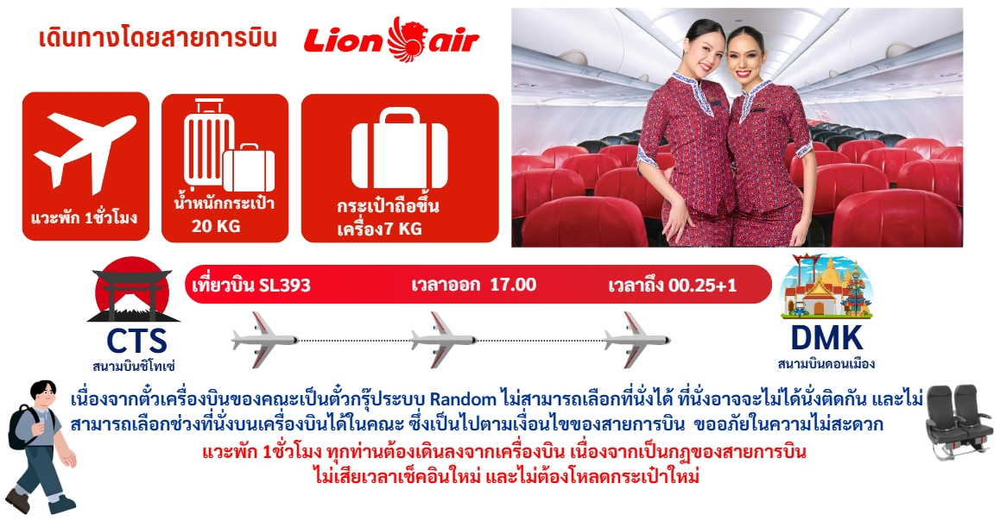 เดินทางโดยสายการบิน Lion air
แวะพัก 1ชั่วโมง
น้ำหนักกระเป๋า
20 KG
กระเป๋าถือขึ้น
เครื่อง7 KG
เที่ยวบิน SL393 เวลาออก 17.00 เวลาถึง 00.25+1
CTS
สนามบินชิโทเซ่
DMK
สนามบินดอนเมือง
เนื่องจากตั๋วเครื่องบินของคณะเป็นตั๋วกรุ๊ประบบ Random ไม่สามารถเลือกที่นั่งได้ ที่นั่งอาจจะไม่ได้นั่งติดกัน และไม่
สามารถเลือกช่วงที่นั่งบนเครื่องบินได้ในคณะ ซึ่งเป็นไปตามเงื่อนไขของสายการบิน ขออภัยในความไม่สะดวก
แวะพัก 1ชั่วโมง ทุกท่านต้องเดินลงจากเครื่องบิน เนื่องจากเป็นกฏของสายการบิน
ไม่เสียเวลาเช็คอินใหม่ และไม่ต้องโหลดกระเป๋าใหม่